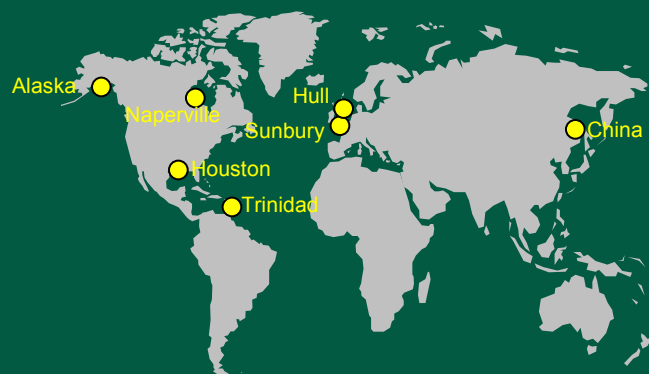 Alaska
Hull
Naperville
Sunbury
China
Houston
Trinidad